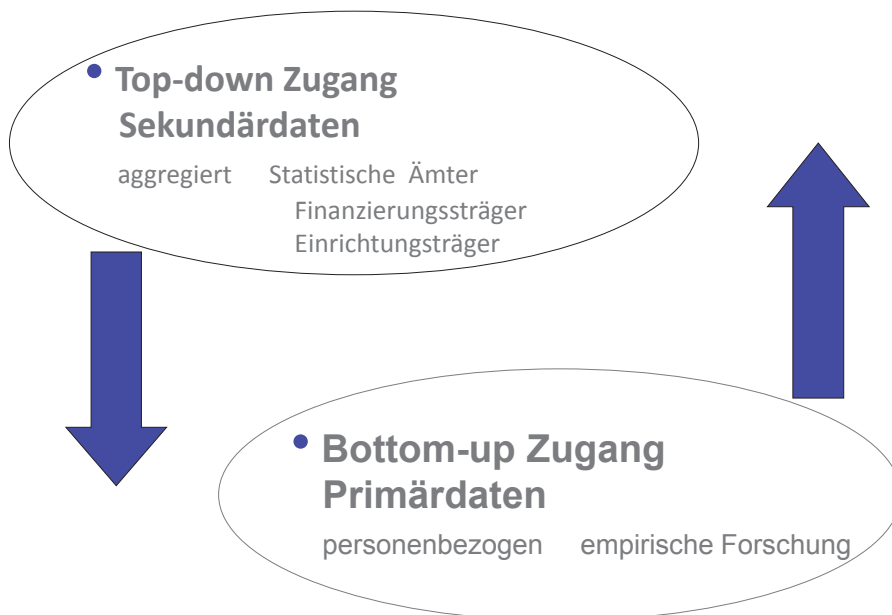 • Top-down Zugang
Sekundärdaten
aggregiert Statistische Ämter
Finanzierungssträger
Einrichtungsträger
• Bottom-up Zugang
Primärdaten
personenbezogen empirische Forschung